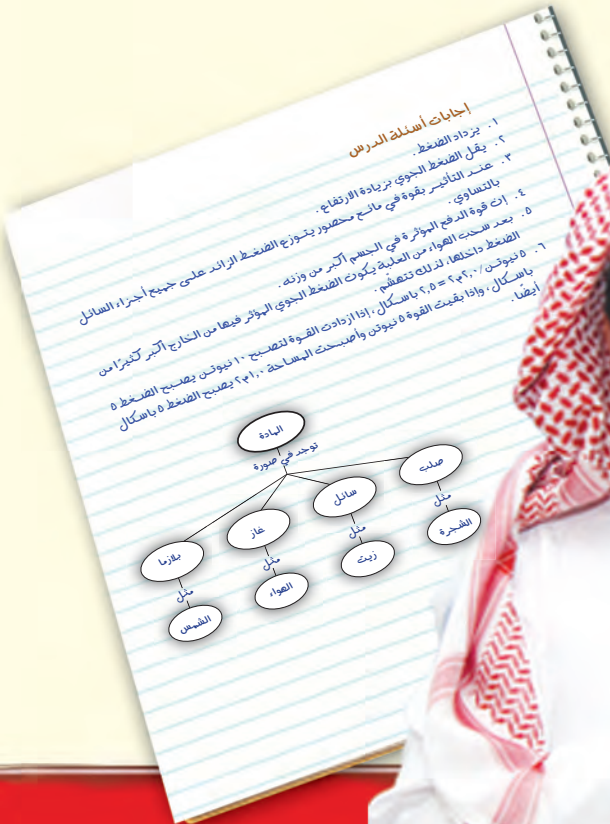 إجابات أسئلة الدرس
١. يزداد الضغط.
٢. يقل الضغط الجوي بزيادة الارتفاع.
٣. عند التأثير بقوة في مائع محصور يتوزع الضغط الزائد على جميع أجزاء السائل
بالتساوي.
٤. إن قوة الدفع المؤثرة في الجسم أكبر من وزنه.
٥. بعد سحب الهواء من العلبة يكون الضغط الجوي المؤثر فيها من الخارج أكبر كثيرًا من
الضغط داخلها، لذلك تتهشم.
٦. ٥ نيوتن/٢,٠م٢ = ٢,٥ باسكال، إذا ازدادت القوة لتصبح ١٠ نيوتن يصبح الضغط ٥
باسكال، وإذا بقيت القوة ٥ نيوتن وأصبحت المساحة ١,٠م٢ يصبح الضغط ٥ باسكال
أيضًا.
المادة
توجد في صورة
صلب
سائل
غاز
بلازما
مثل
مثل
مثل
مثل
الشجرة
زيت
الهواء
الشمس